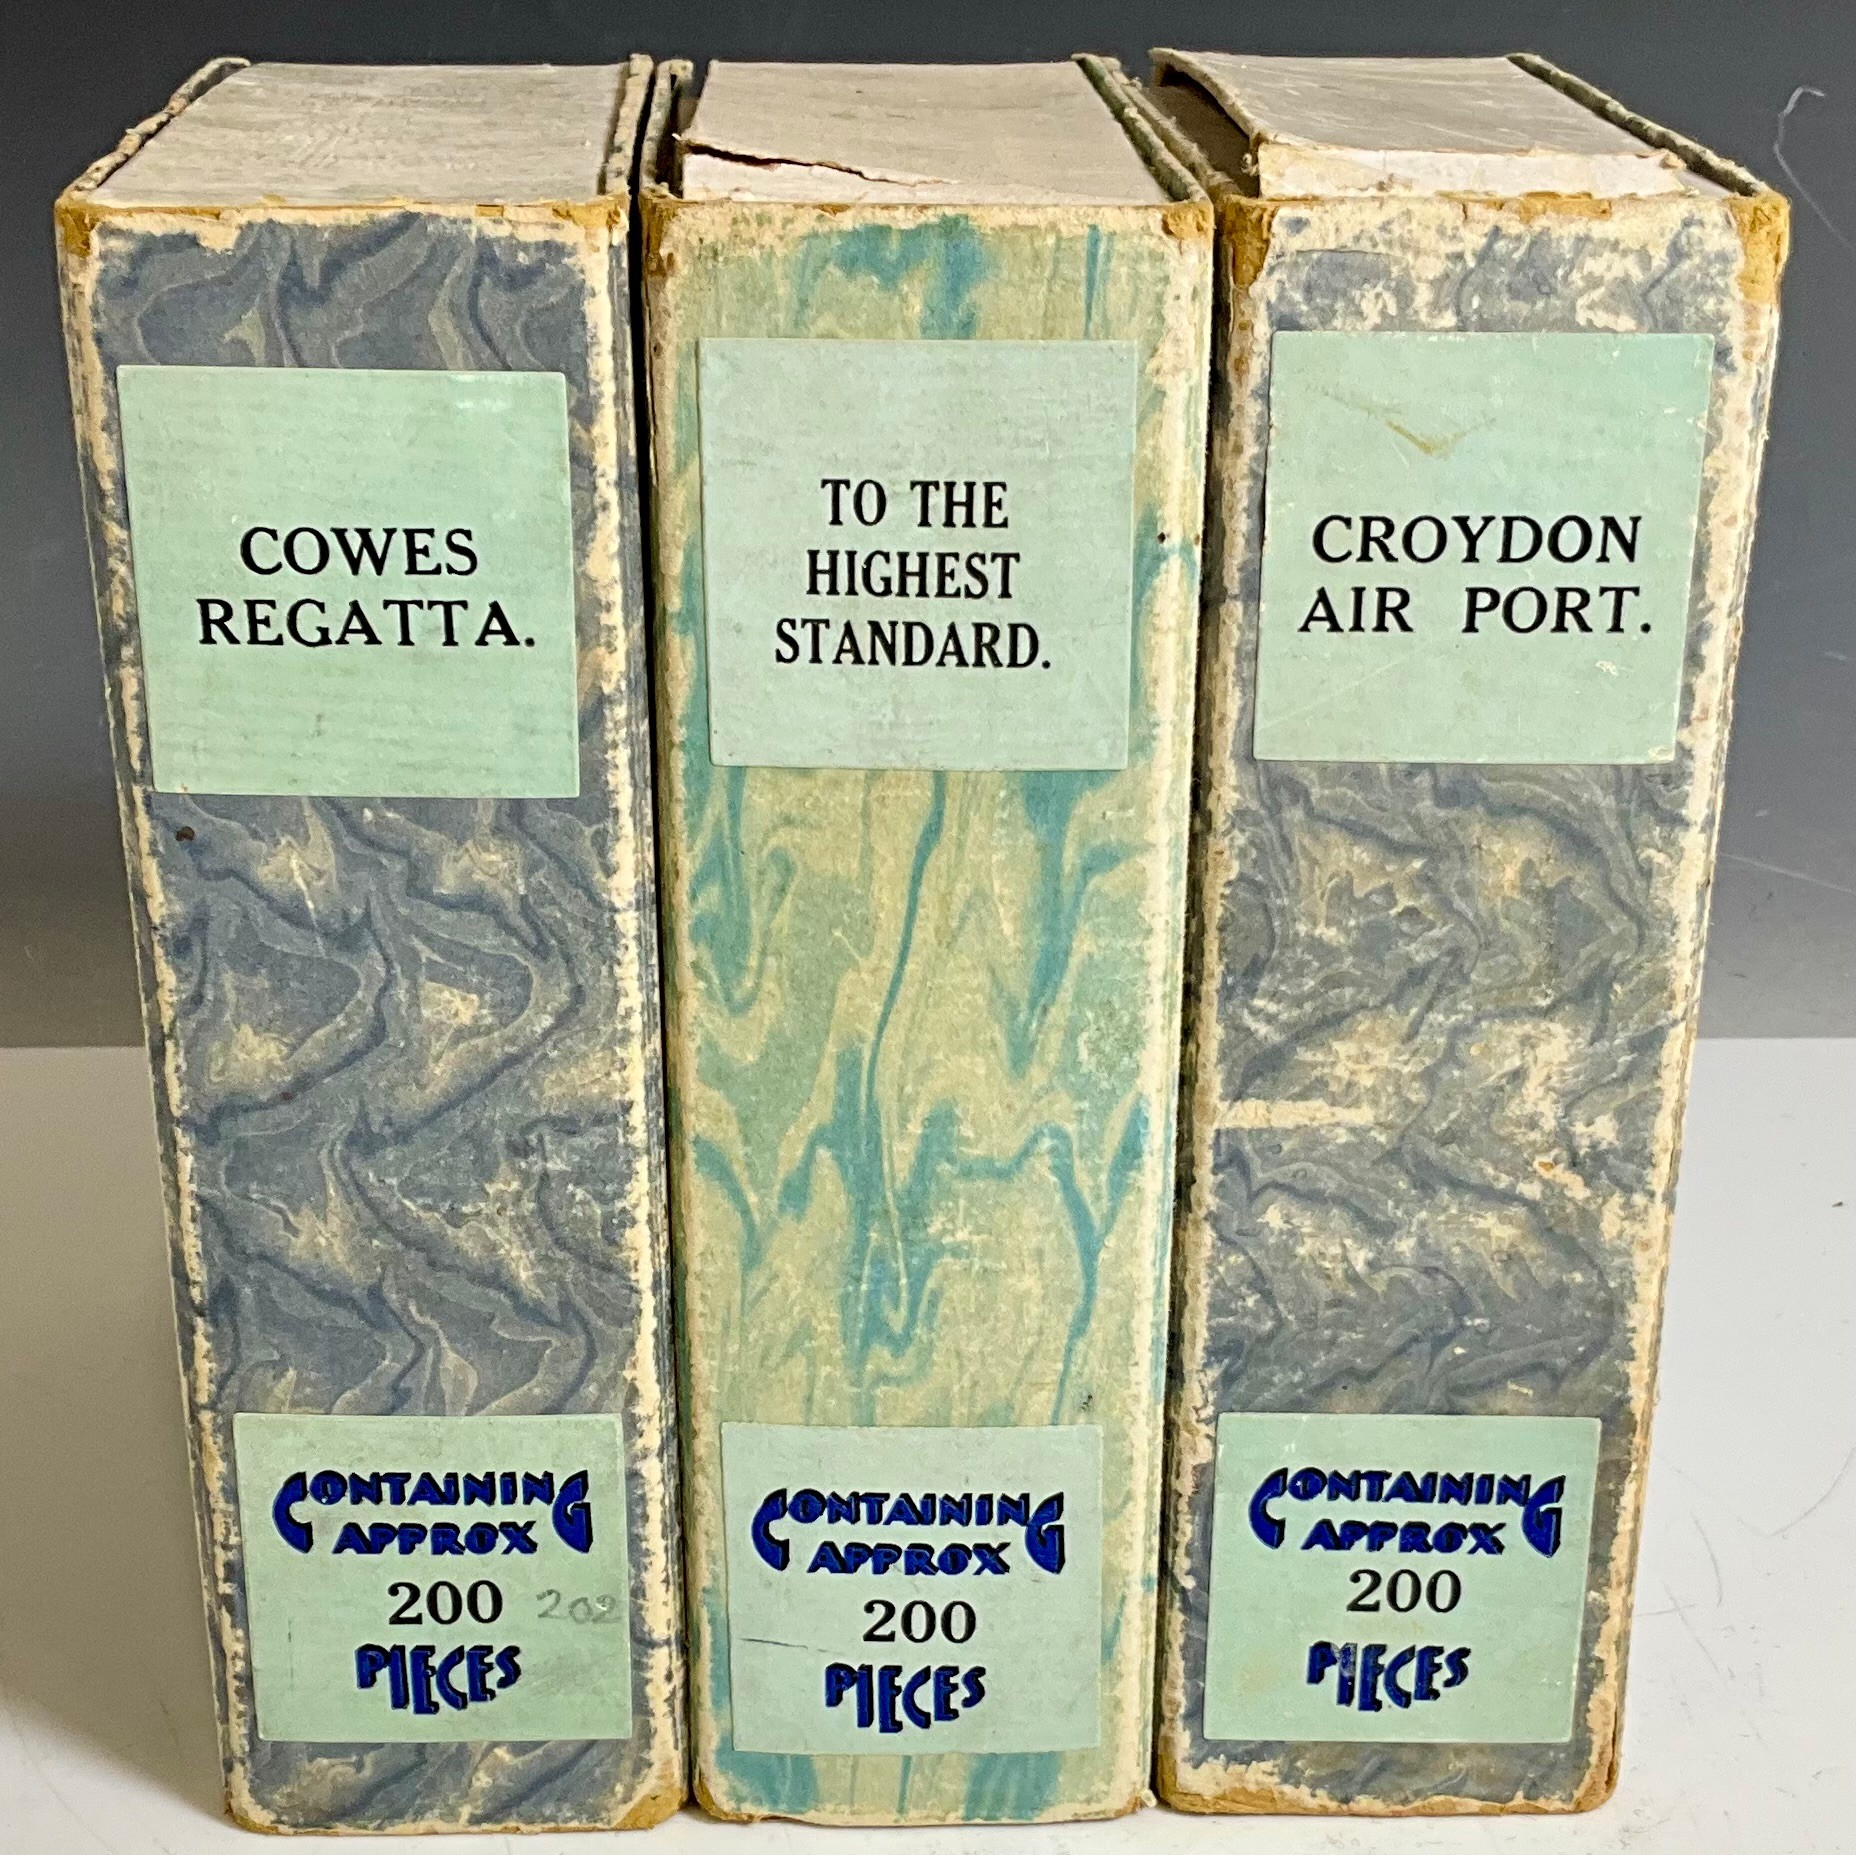 COWES
REGATTA.
CONTAINING
APPROX
200 202
PIECES
TO THE
HIGHEST
STANDARD.
CONTAINING
APPROX
200
PIECES
CROYDON
AIR PORT.
CONTAINING
APPROX
200
PIECES